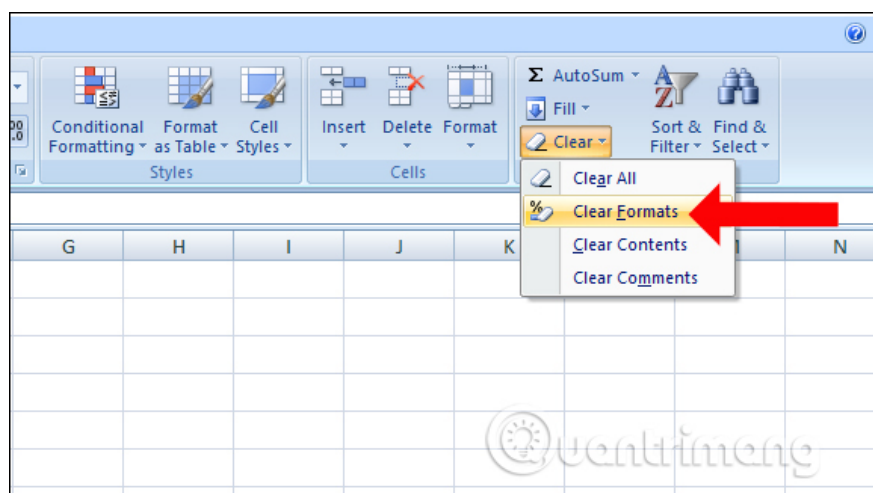 Σ AutoSum
Fill
Clear
Conditional Formatting
Format as Table
Cell Styles
Insert
Delete
Format
Sort & Filter
Find & Select
Styles
Cells
Clear All
Clear Formats
Clear Contents
Clear Comments
G H I J K N
Quantrimang